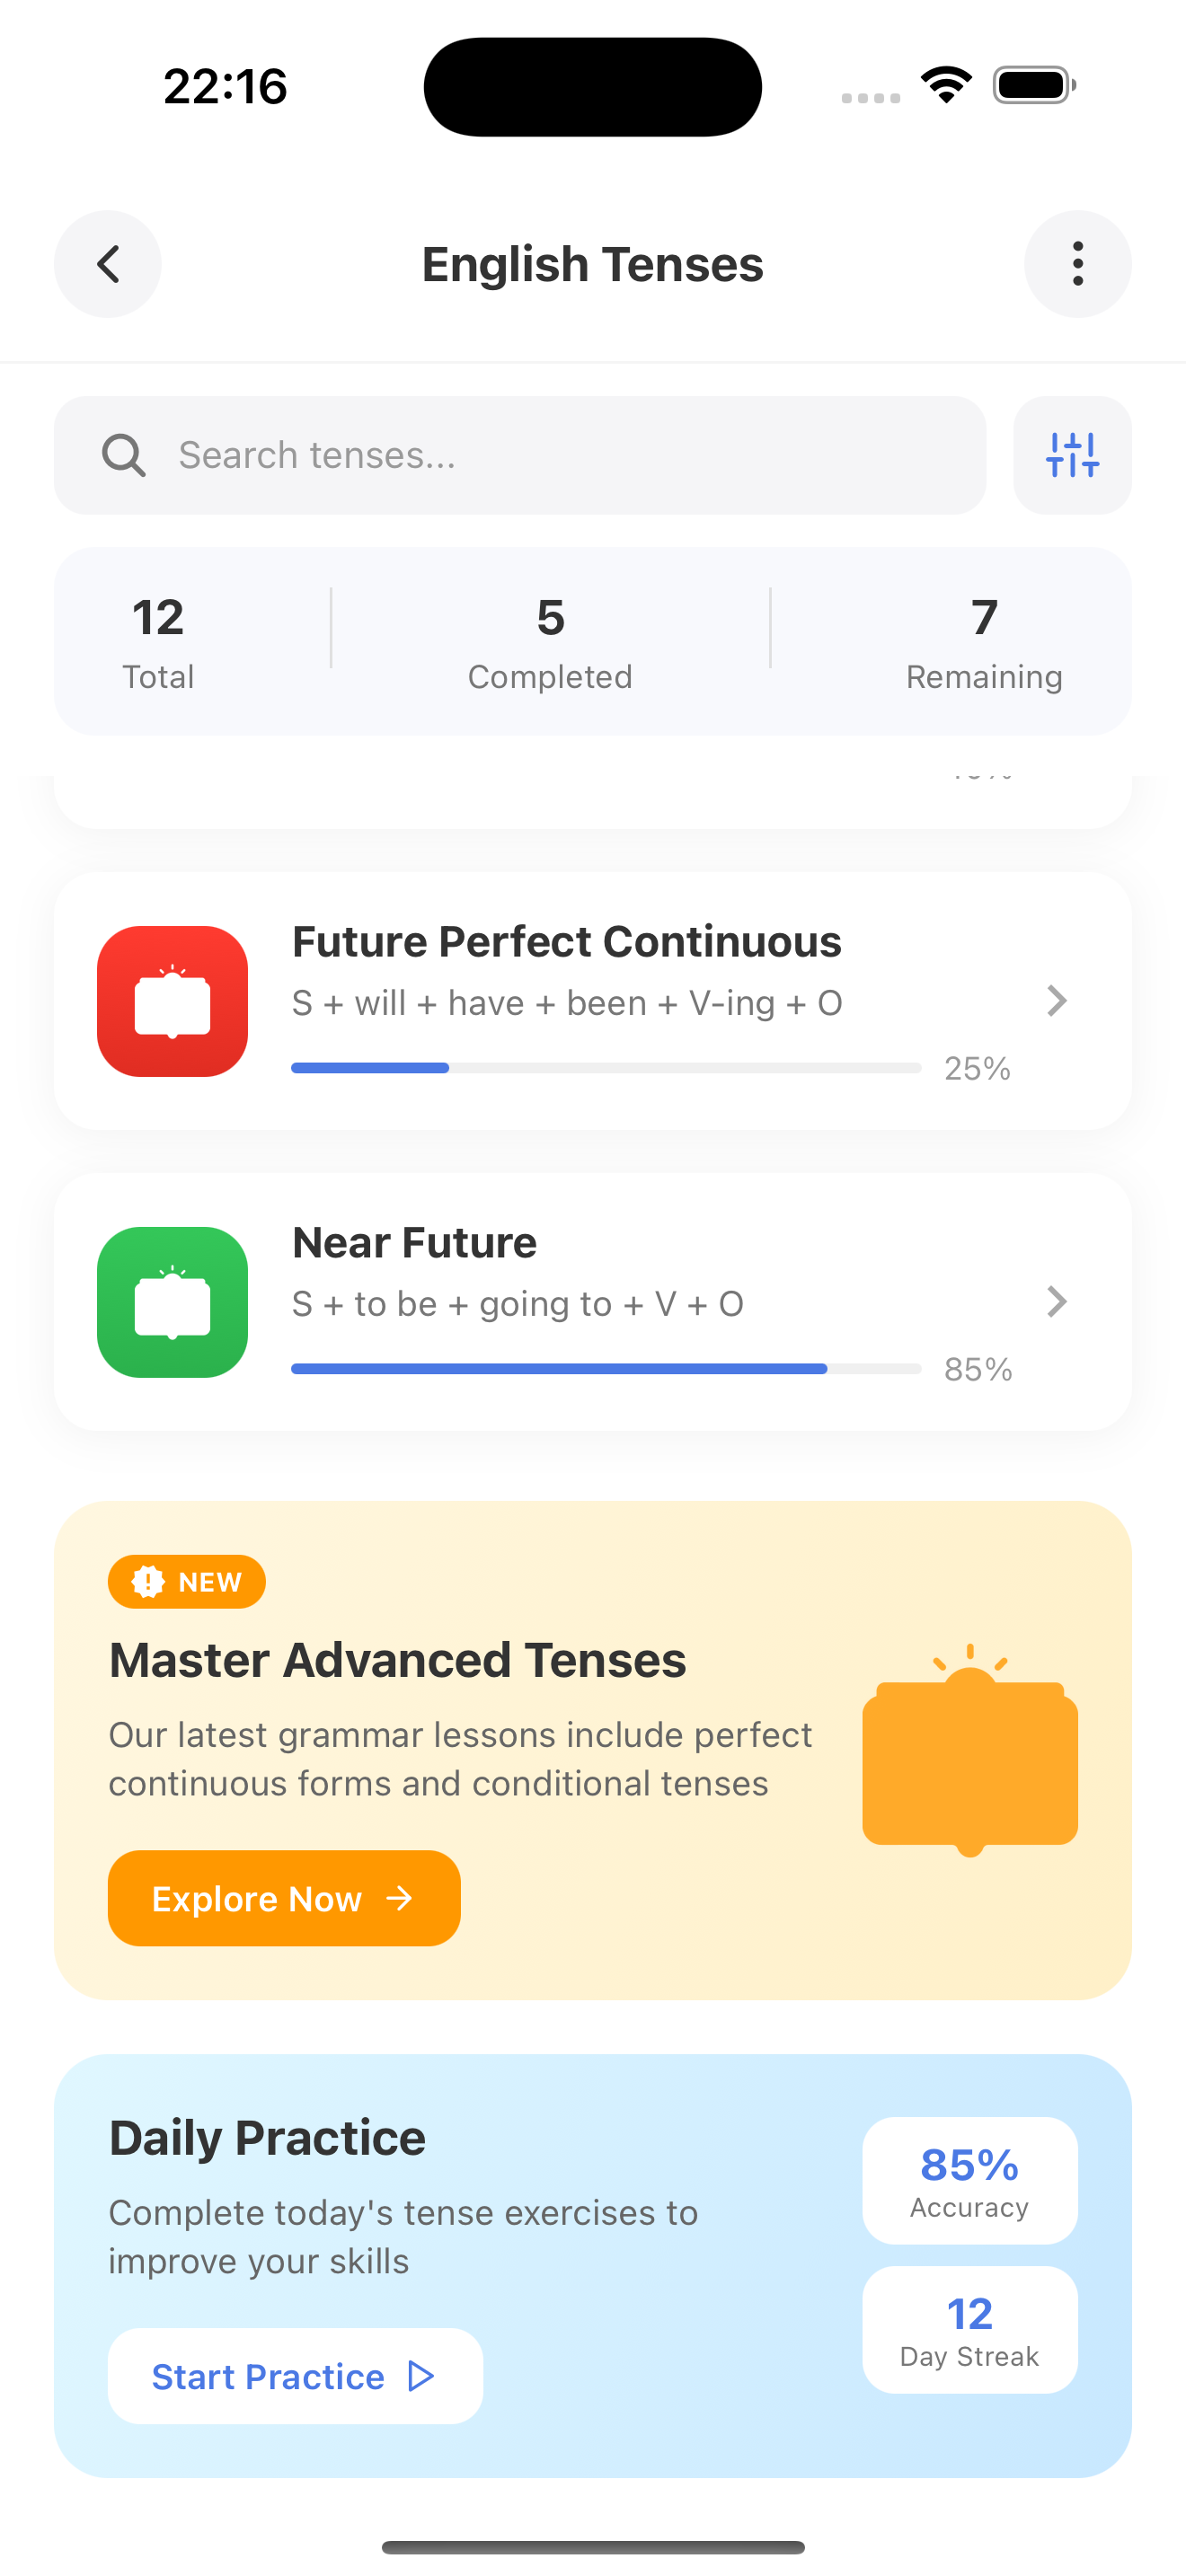 22:16
English Tenses
Search tenses...
12
Total
5
Completed
7
Remaining
Future Perfect Continuous
S + will + have + been + V-ing + O
25%
Near Future
S + to be + going to + V + O
85%
NEW
Master Advanced Tenses
Our latest grammar lessons include perfect
continuous forms and conditional tenses
Explore Now
Daily Practice
Complete today's tense exercises to
improve your skills
Start Practice
85%
Accuracy
12
Day Streak